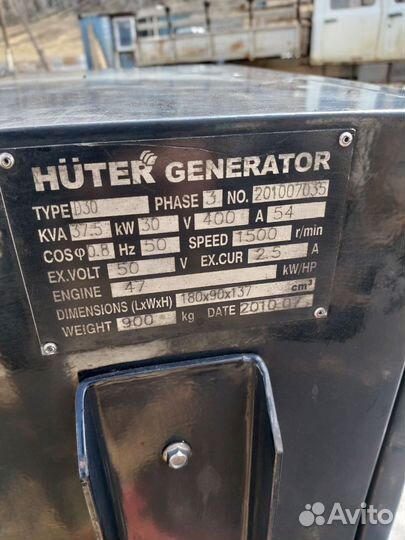 HÜTER GENERATOR
TYPE D30 PHASE 3 NO. 201007035
KVA 37.5 kW 30 V 400 A 54
COSφ 0.8 Hz 50 SPEED 1500 r/min
EX.VOLT 50 V EX.CUR 2.5 A
ENGINE 47 kW/HP
DIMENSIONS (LxWxH) 180x90x137 cm³
WEIGHT 900 kg DATE 2010.07
Avito